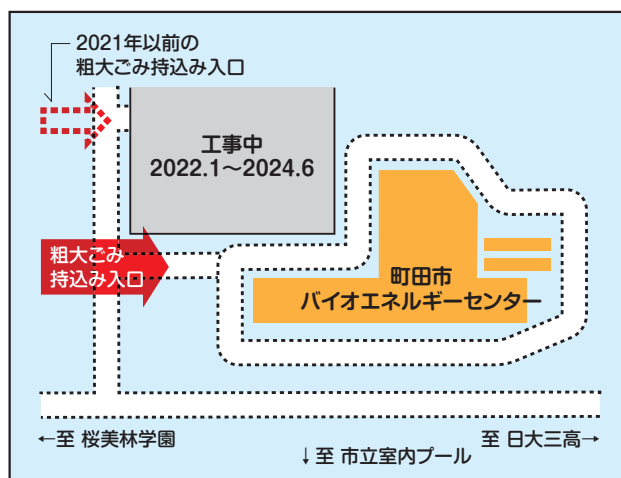 2021年以前の
粗大ごみ持込み入口
工事中
2022.1～2024.6
粗大ごみ
持込み入口
町田市
バイオエネルギーセンター
←至 桜美林学園
至 日大三高→
↓至 市立室内プール